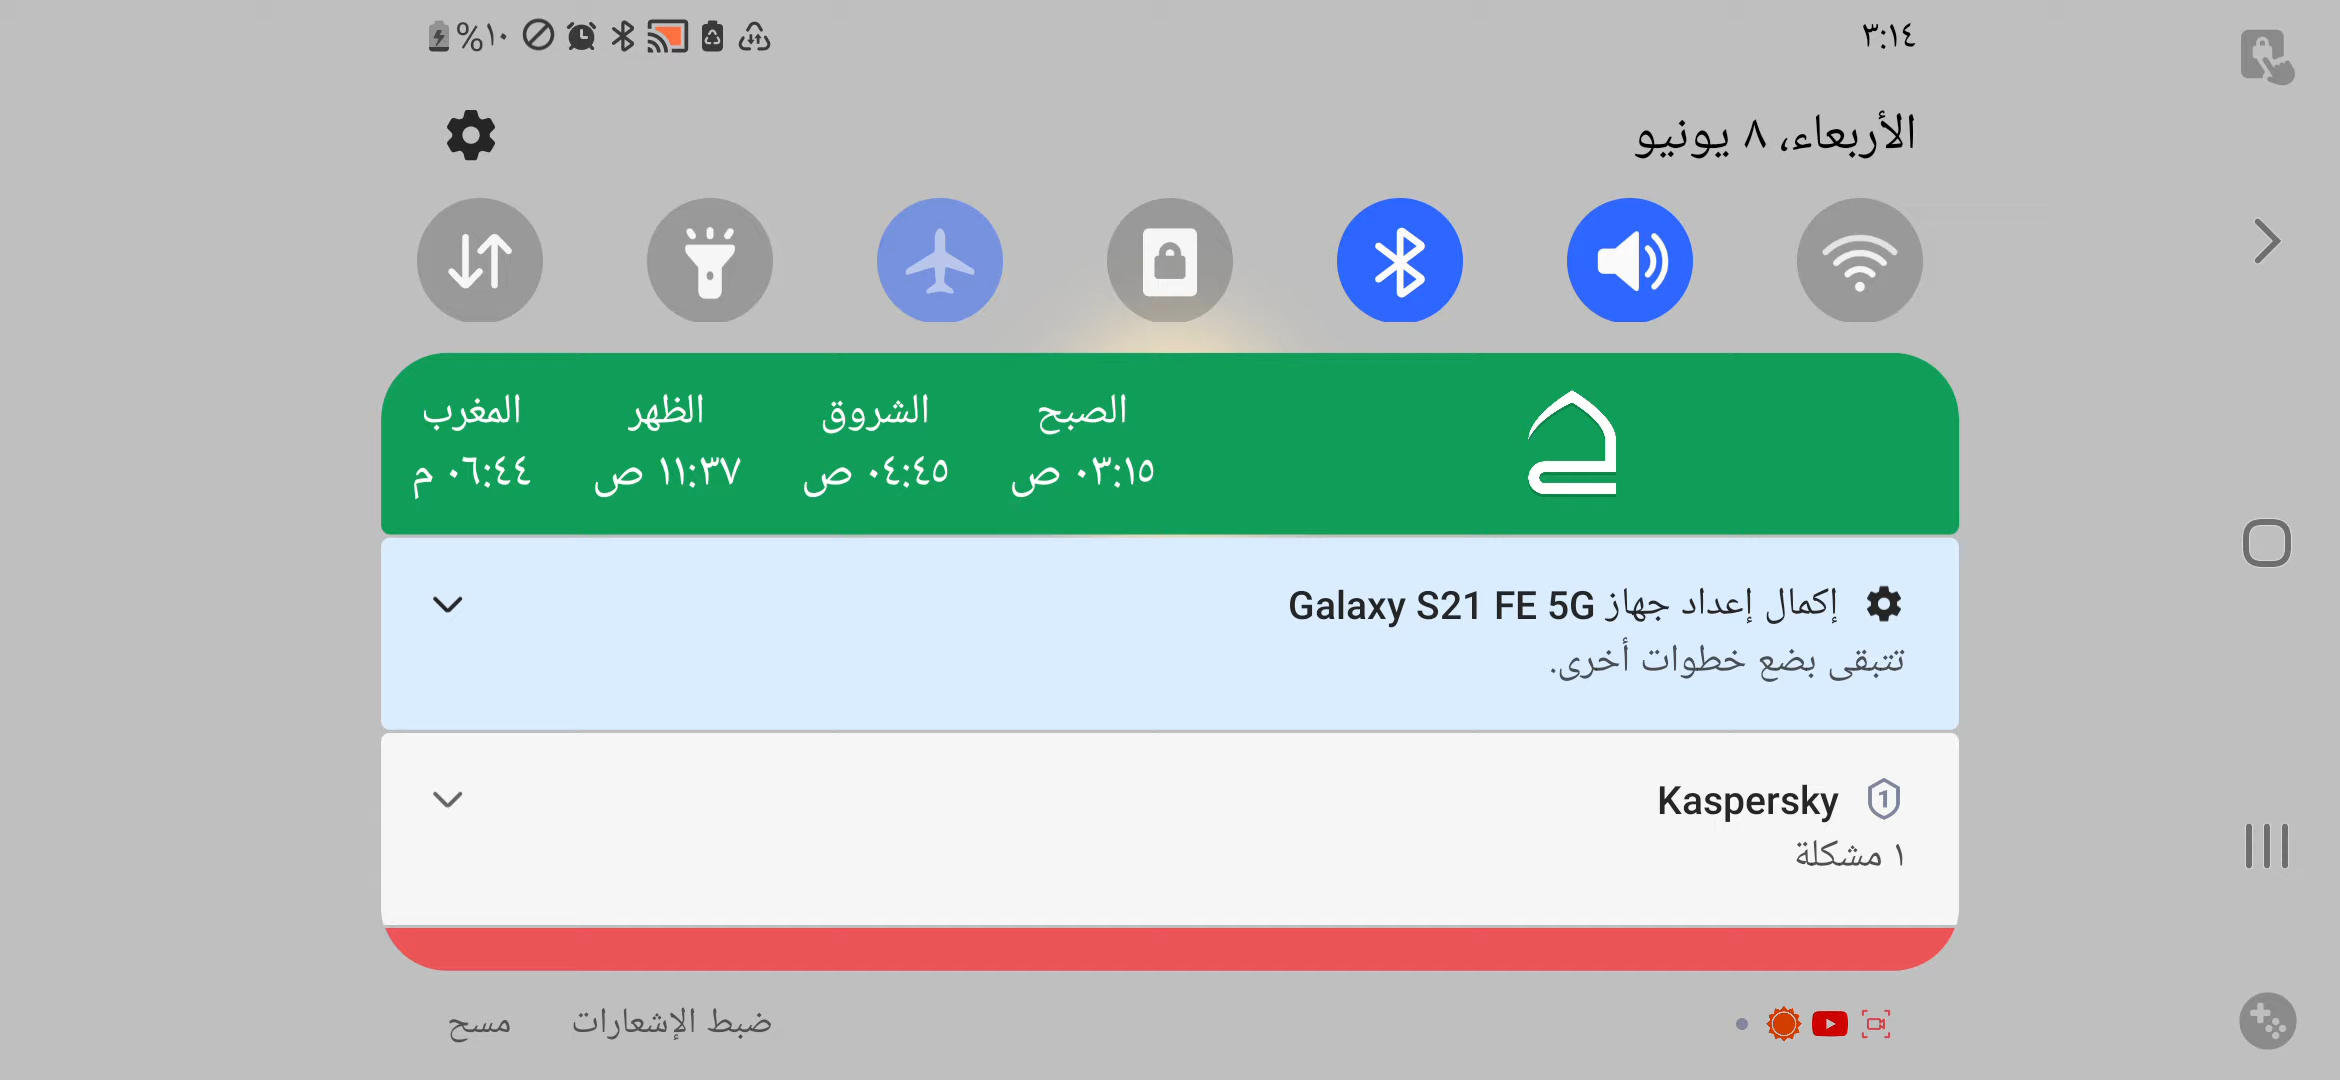 ٣:١٤
%١٠
الأربعاء، ٨ يونيو
الصبح الشروق الظهر المغرب
٠٣:١٥ ص ٠٤:٤٥ ص ١١:٣٧ ص ٠٦:٤٤ م
إكمال إعداد جهاز Galaxy S21 FE 5G
تتبقى بضع خطوات أخرى.
1
Kaspersky
١ مشكلة
ضبط الإشعارات
مسح